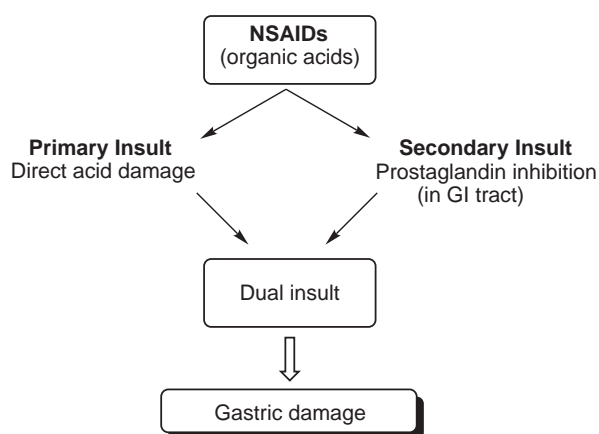 NSAIDs
(organic acids)
Primary Insult
Direct acid damage
Secondary Insult
Prostaglandin inhibition
(in GI tract)
Dual insult
Gastric damage